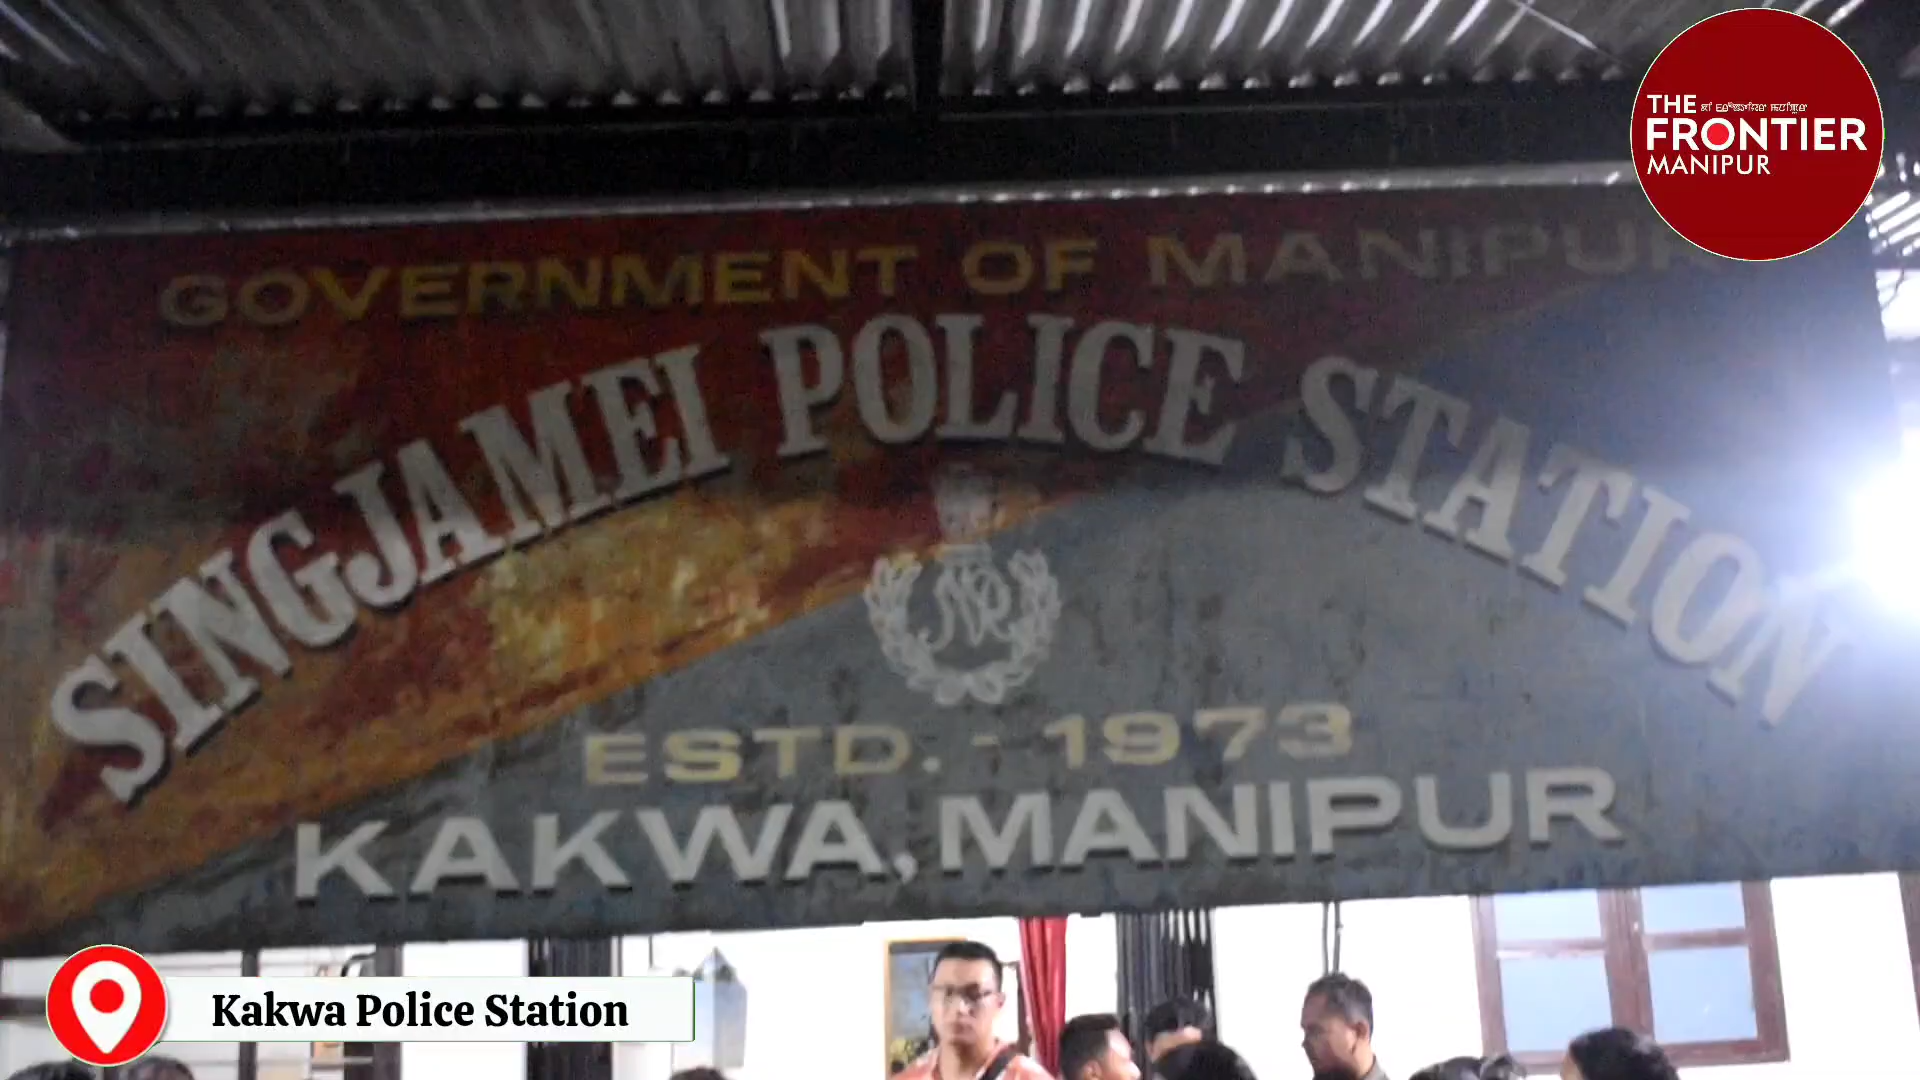 THE
FRONTIER
MANIPUR
GOVERNMENT OF MANIPUR
SINGJAMEI POLICE STATION
ESTD. - 1973
KAKWA, MANIPUR
Kakwa Police Station